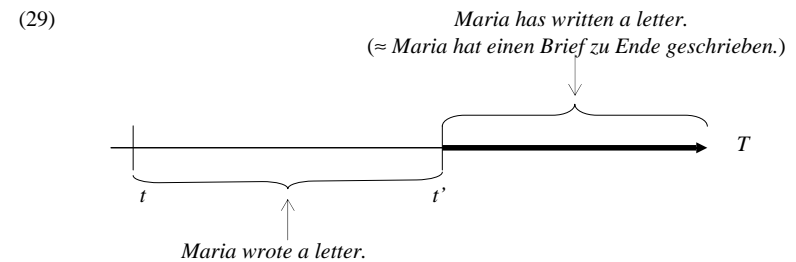 (29)
Maria has written a letter.
(≈ Maria hat einen Brief zu Ende geschrieben.)
T
t
t’
Maria wrote a letter.